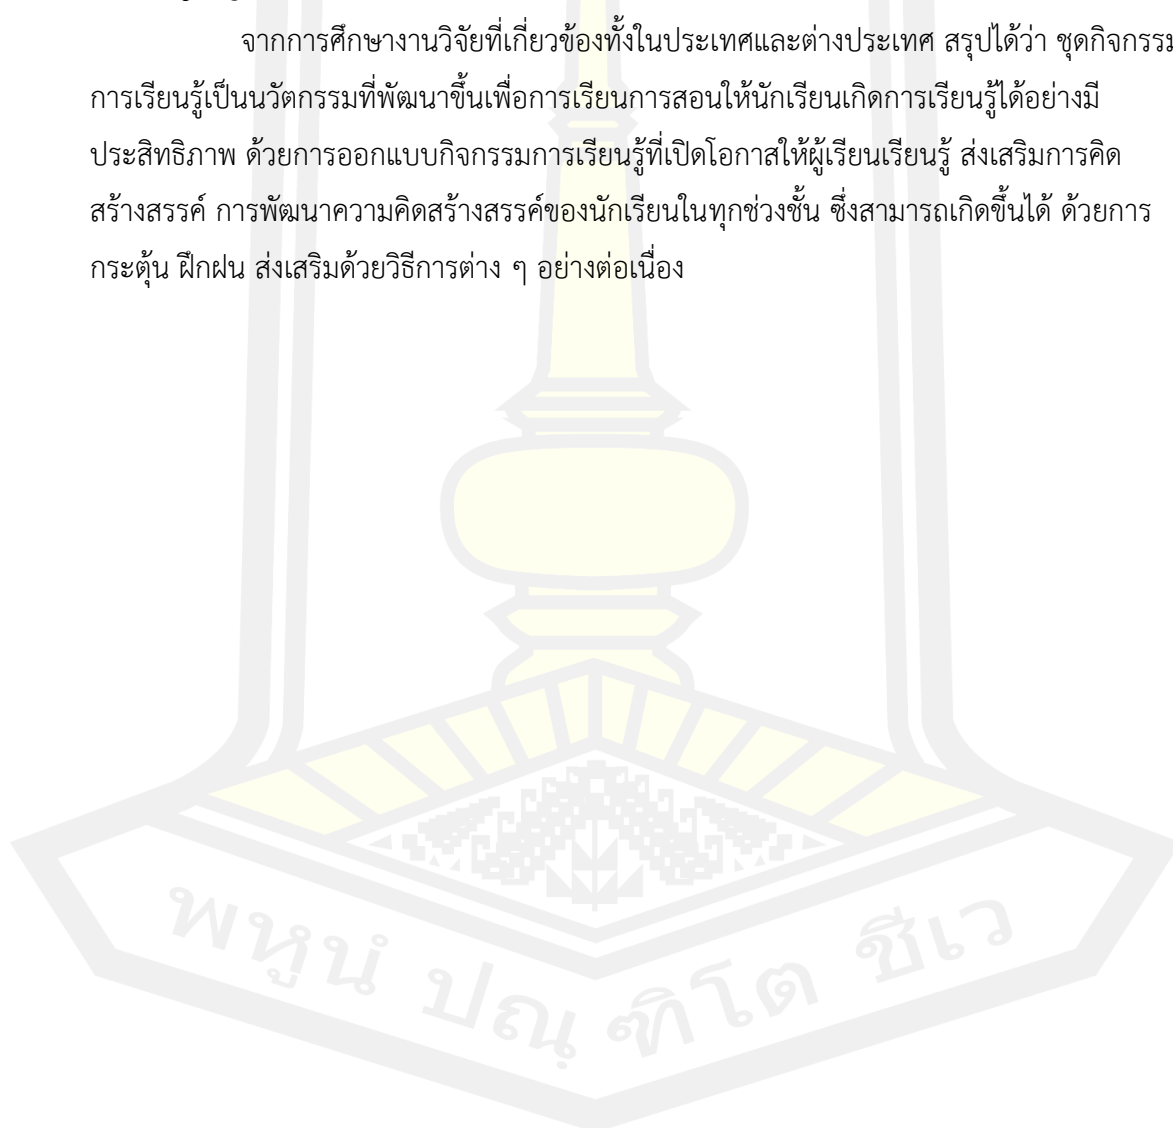 จากการศึกษางานวิจัยที่เกี่ยวข้องทั้งในประเทศและต่างประเทศ สรุปได้ว่า ชุดกิจกรรม
การเรียนรู้เป็นนวัตกรรมที่พัฒนาขึ้นเพื่อการเรียนการสอนให้นักเรียนเกิดการเรียนรู้ได้อย่างมี
ประสิทธิภาพ ด้วยการออกแบบกิจกรรมการเรียนรู้ที่เปิดโอกาสให้ผู้เรียนเรียนรู้ ส่งเสริมการคิด
สร้างสรรค์ การพัฒนาความคิดสร้างสรรค์ของนักเรียนในทุกช่วงชั้น ซึ่งสามารถเกิดขึ้นได้ ด้วยการ
กระตุ้น ฝึกฝน ส่งเสริมด้วยวิธีการต่าง ๆ อย่างต่อเนื่อง
พหูนํ ปณฺฑิโต ชีเว